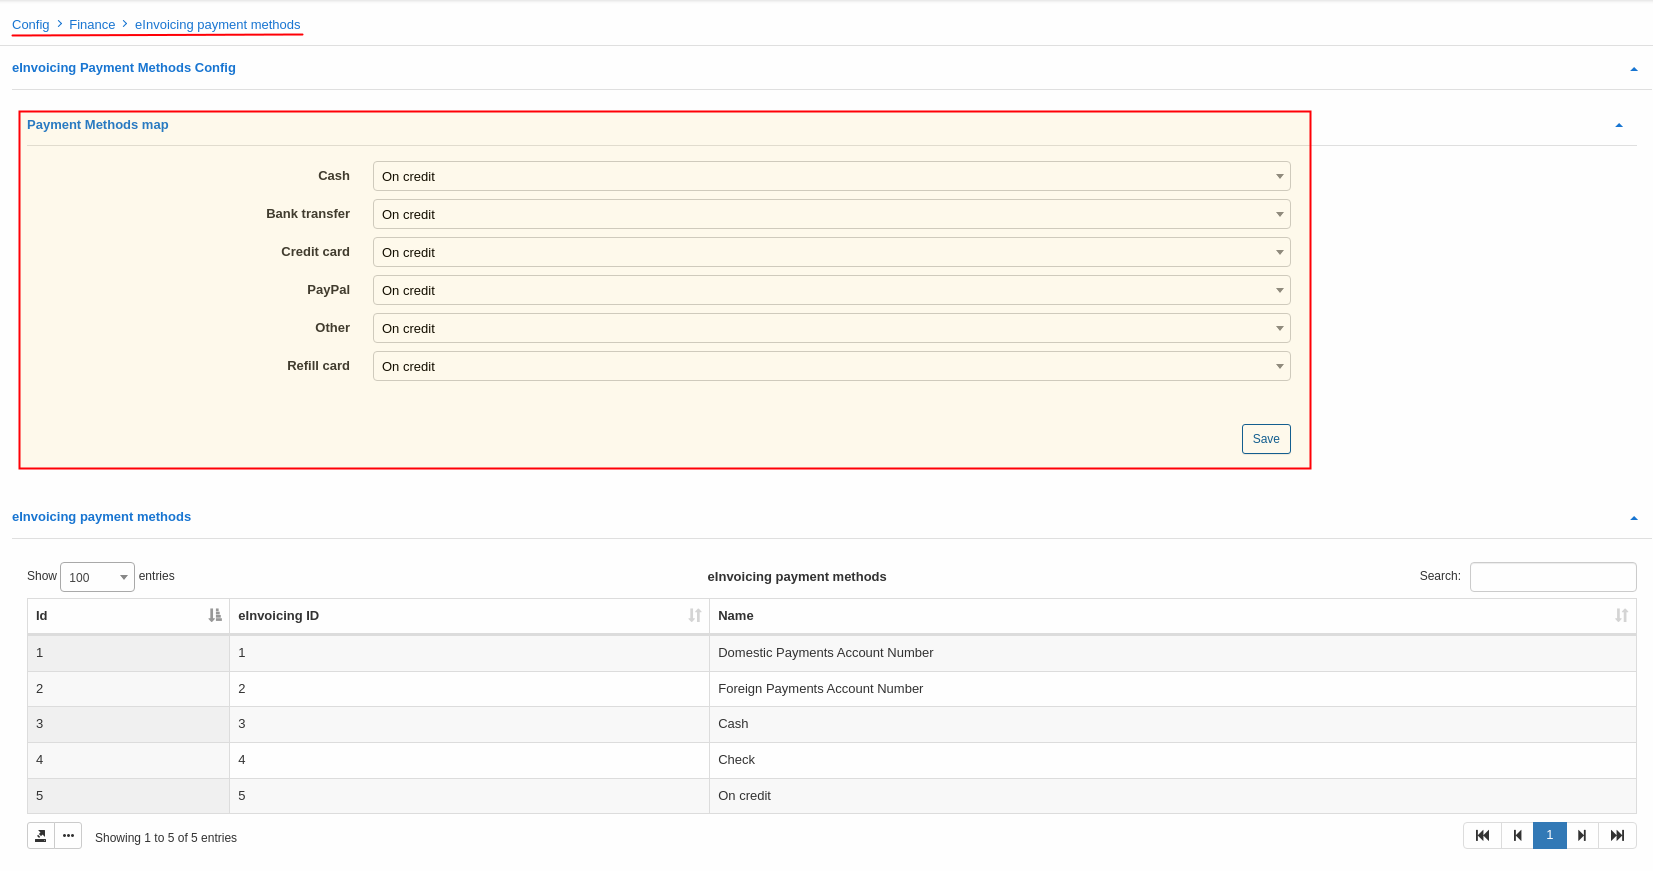 Config > Finance > eInvoicing payment methods
eInvoicing Payment Methods Config
Payment Methods map
Cash On credit
Bank transfer On credit
Credit card On credit
PayPal On credit
Other On credit
Refill card On credit
Save
eInvoicing payment methods
Show 100 entries eInvoicing payment methods Search:
Id eInvoicing ID Name
1 1 Domestic Payments Account Number
2 2 Foreign Payments Account Number
3 3 Cash
4 4 Check
5 5 On credit
Showing 1 to 5 of 5 entries 1